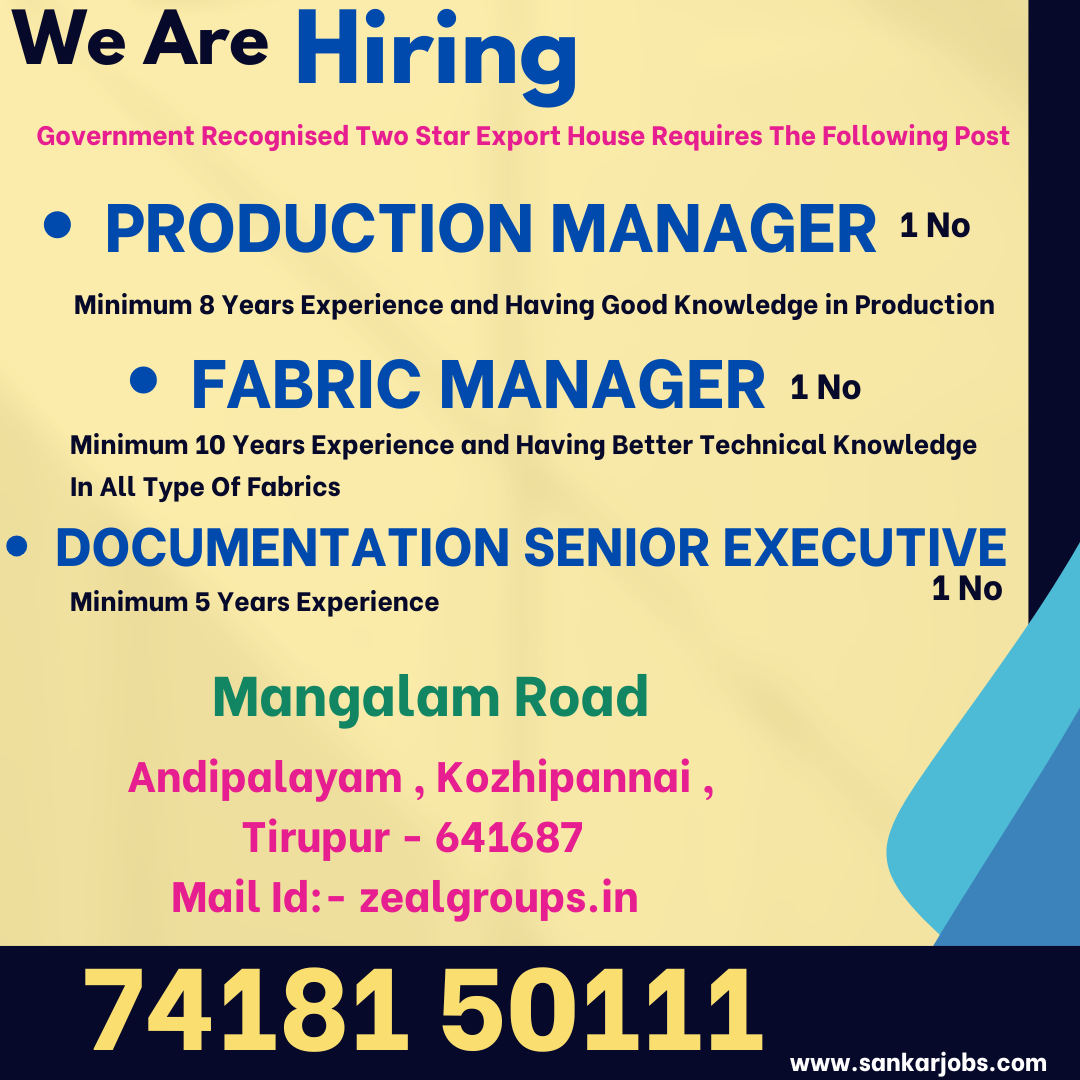 We Are Hiring
Government Recognised Two Star Export House Requires The Following Post
• PRODUCTION MANAGER 1 No
Minimum 8 Years Experience and Having Good Knowledge in Production
• FABRIC MANAGER 1 No
Minimum 10 Years Experience and Having Better Technical Knowledge
In All Type Of Fabrics
• DOCUMENTATION SENIOR EXECUTIVE
1 No
Minimum 5 Years Experience
Mangalam Road
Andipalayam , Kozhipannai ,
Tirupur - 641687
Mail Id:- zealgroups.in
74181 50111
www.sankarjobs.com